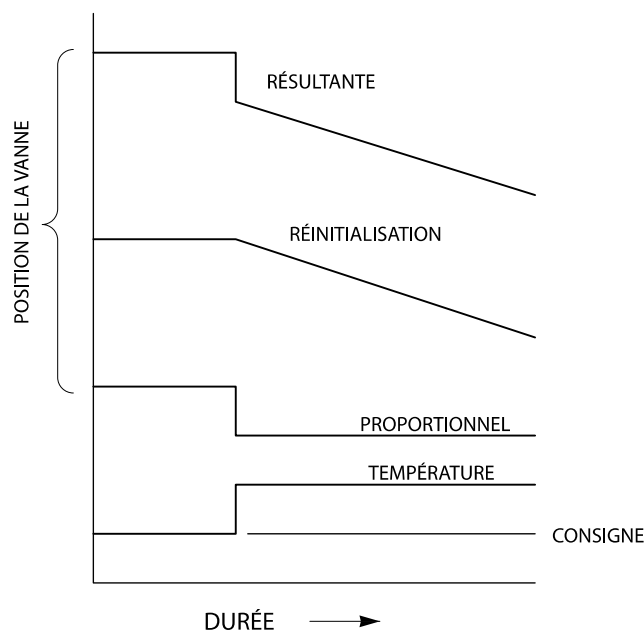 RÉSULTANTE
POSITION DE LA VANNE
RÉINITIALISATION
PROPORTIONNEL
TEMPÉRATURE
CONSIGNE
DURÉE